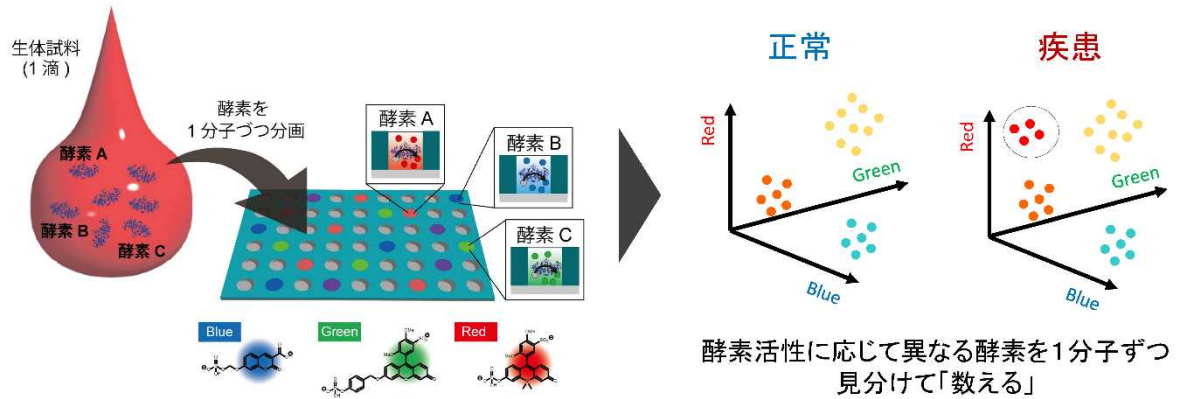 生体試料
(1滴)
酵素を
1分子づつ分画
酵素 A
酵素 B
酵素 C
酵素 A
酵素 B
酵素 C
Blue
Green
Red
正常
疾患
Red
Green
Blue
Red
Green
Blue
酵素活性に応じて異なる酵素を1分子ずつ
見分けて「数える」